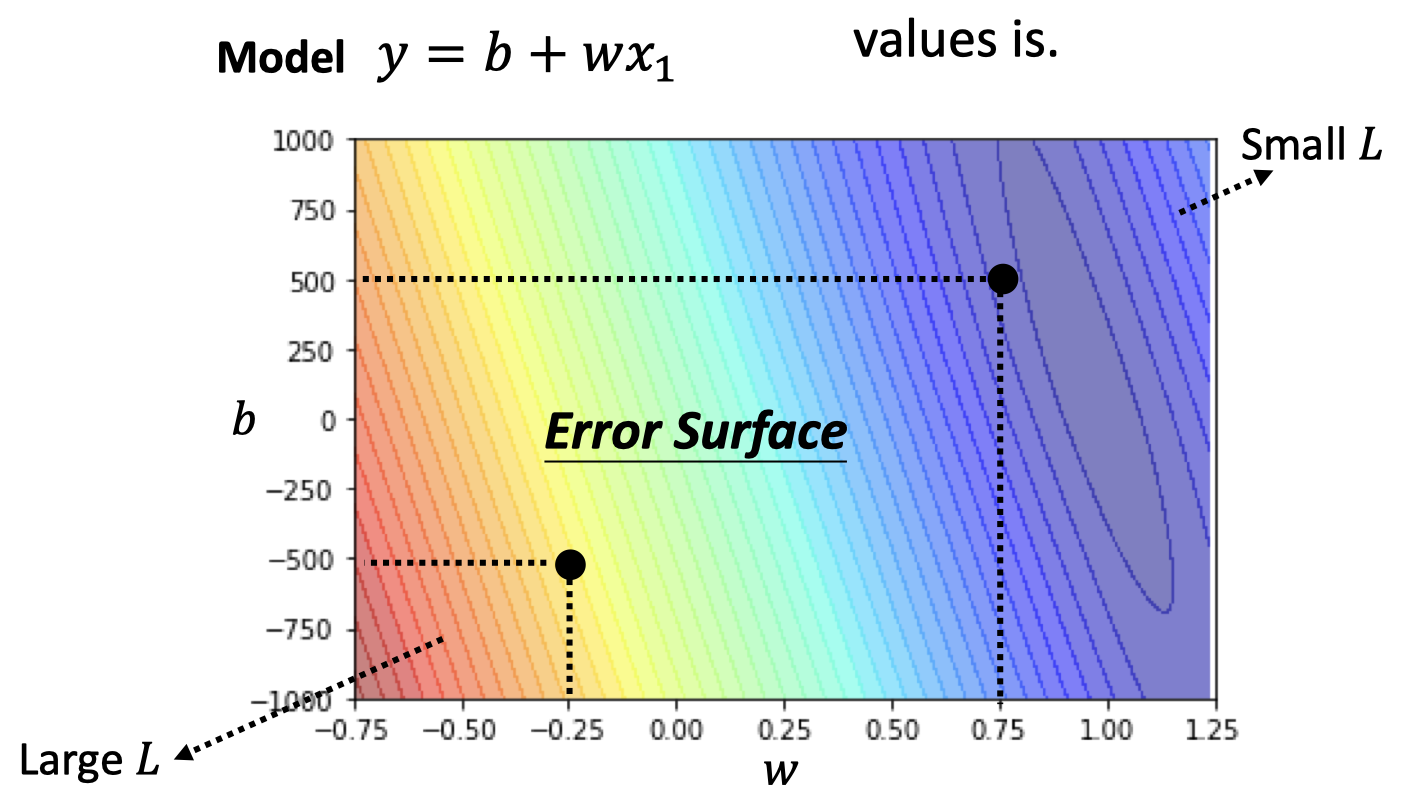 values is.
Model y = b + wx₁
Small L
1000
750
500
250
b
0
Error Surface
−250
−500
−750
−1000
−0.75 −0.50 −0.25 0.00 0.25 0.50 0.75 1.00 1.25
Large L
w